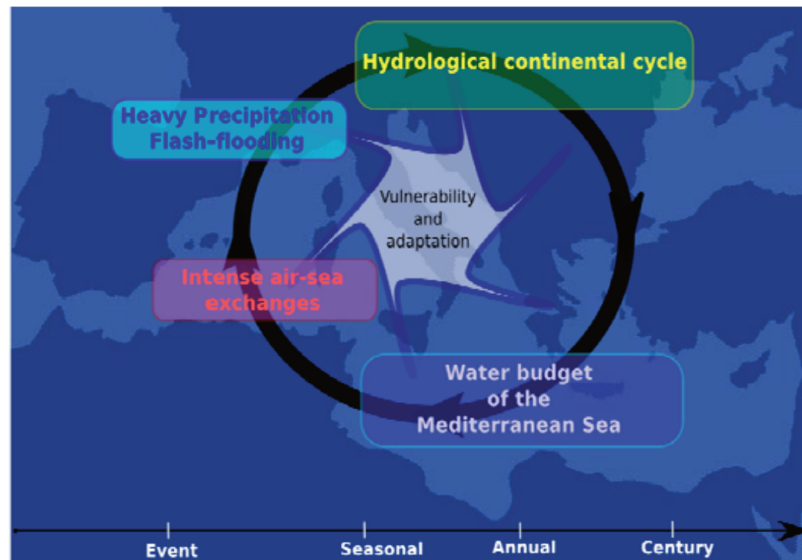 Hydrological continental cycle
Heavy Precipitation
Flash-flooding
Vulnerability
and
adaptation
Intense air-sea
exchanges
Water budget
of the
Mediterranean Sea
Event
Seasonal
Annual
Century